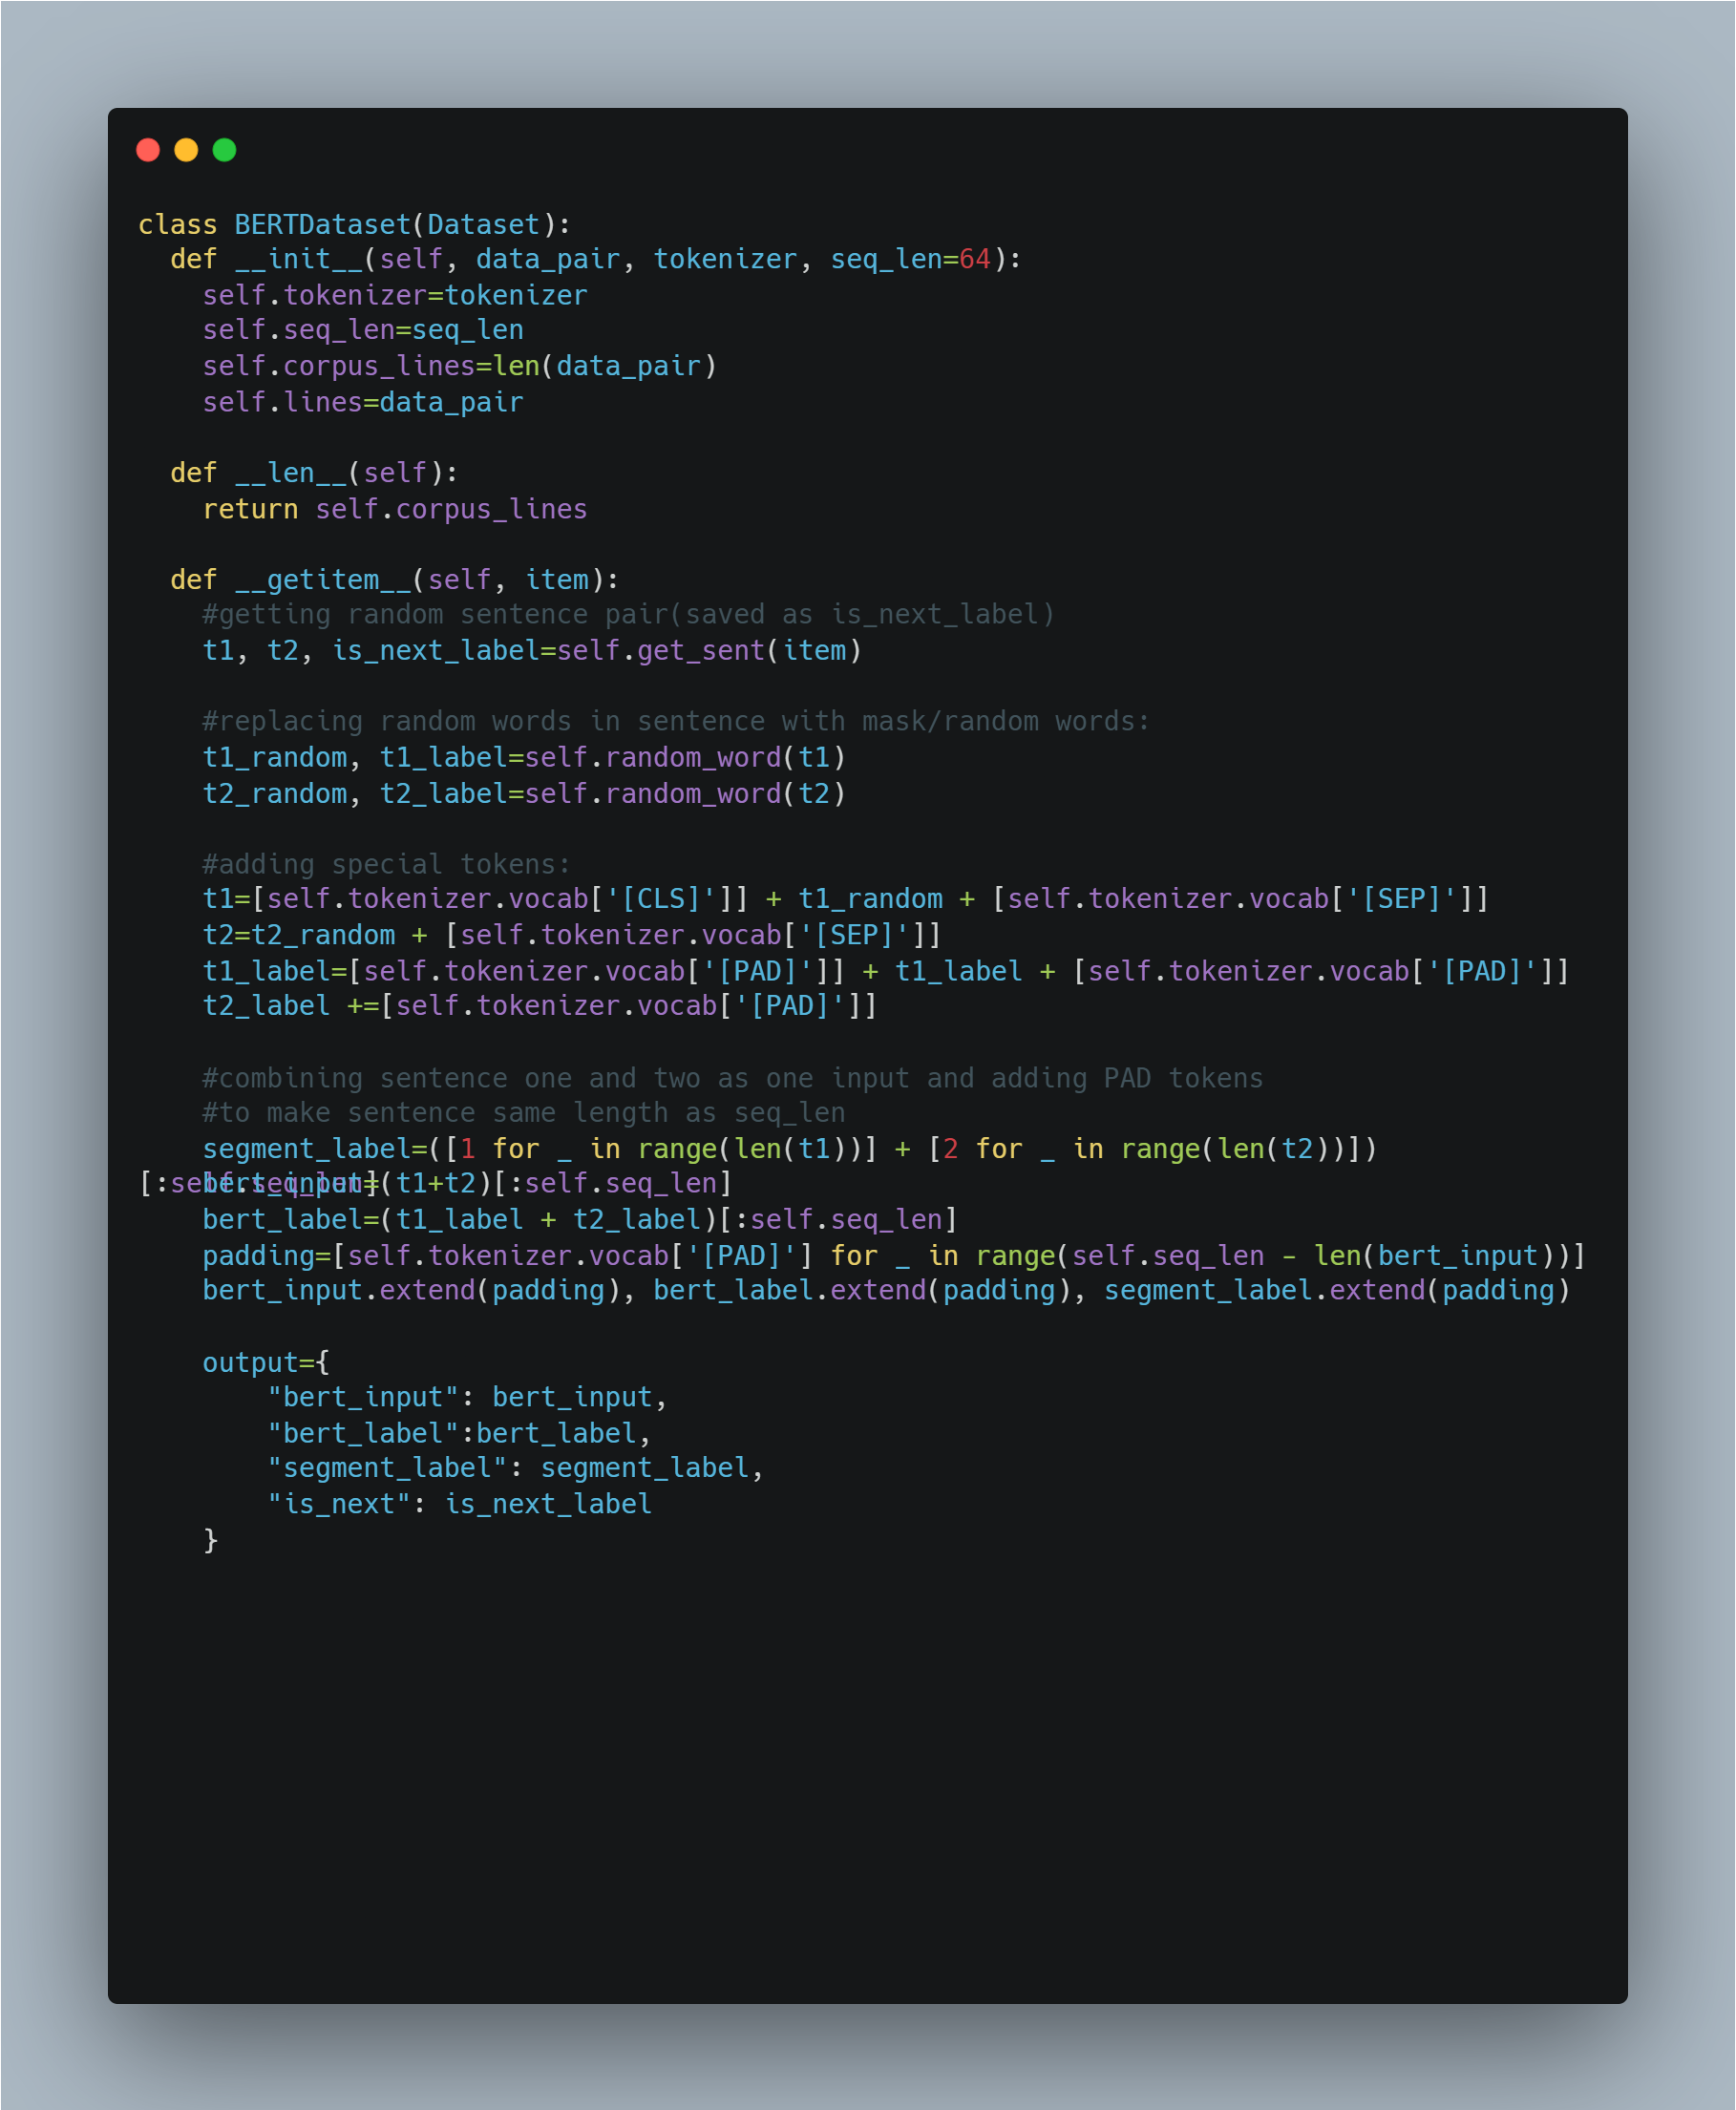 class BERTDataset(Dataset):
  def __init__(self, data_pair, tokenizer, seq_len=64):
    self.tokenizer=tokenizer
    self.seq_len=seq_len
    self.corpus_lines=len(data_pair)
    self.lines=data_pair

  def __len__(self):
    return self.corpus_lines

  def __getitem__(self, item):
    #getting random sentence pair(saved as is_next_label)
    t1, t2, is_next_label=self.get_sent(item)

    #replacing random words in sentence with mask/random words:
    t1_random, t1_label=self.random_word(t1)
    t2_random, t2_label=self.random_word(t2)

    #adding special tokens:
    t1=[self.tokenizer.vocab['[CLS]']] + t1_random + [self.tokenizer.vocab['[SEP]']]
    t2=t2_random + [self.tokenizer.vocab['[SEP]']]
    t1_label=[self.tokenizer.vocab['[PAD]']] + t1_label + [self.tokenizer.vocab['[PAD]']]
    t2_label +=[self.tokenizer.vocab['[PAD]']]

    #combining sentence one and two as one input and adding PAD tokens
    #to make sentence same length as seq_len
    segment_label=([1 for _ in range(len(t1))] + [2 for _ in range(len(t2))])
[:self.seq_len]
    bert_input=(t1+t2)[:self.seq_len]
    bert_label=(t1_label + t2_label)[:self.seq_len]
    padding=[self.tokenizer.vocab['[PAD]'] for _ in range(self.seq_len - len(bert_input))]
    bert_input.extend(padding), bert_label.extend(padding), segment_label.extend(padding)

    output={
        "bert_input": bert_input,
        "bert_label":bert_label,
        "segment_label": segment_label,
        "is_next": is_next_label
    }